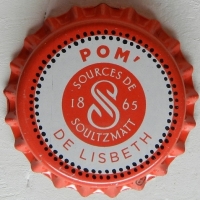 POM'
SOURCES DE
18 S 65
SOULTZMATT
DE LISBETH